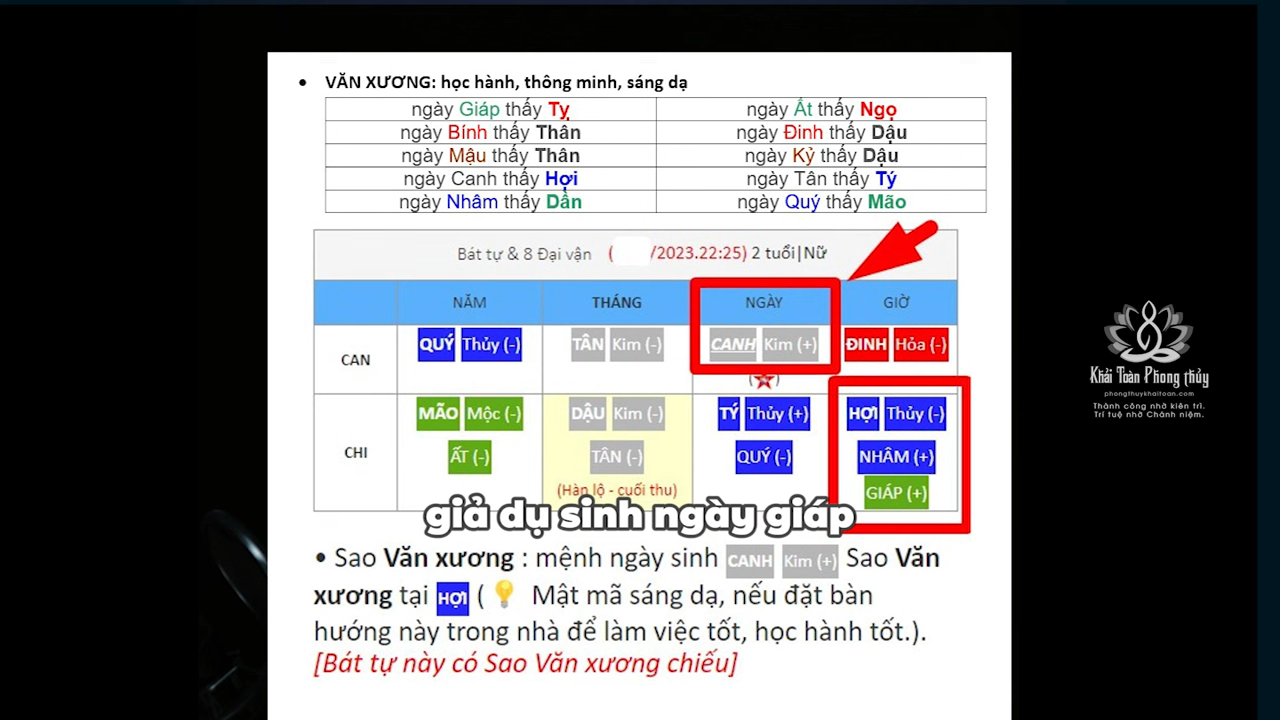 • VĂN XƯƠNG: học hành, thông minh, sáng dạ
ngày Giáp thấy Tỵ ngày Ất thấy Ngọ
ngày Bính thấy Thân ngày Đinh thấy Dậu
ngày Mậu thấy Thân ngày Kỷ thấy Dậu
ngày Canh thấy Hợi ngày Tân thấy Tý
ngày Nhâm thấy Dần ngày Quý thấy Mão
Bát tự & 8 Đại vận ( /2023.22:25) 2 tuổi|Nữ
NĂM THÁNG NGÀY GIỜ
CAN QUÝ Thủy (-) TÂN Kim (-) CANH Kim (+) ĐINH Hỏa (-)
CHI MÃO Mộc (-) DẬU Kim (-) TÝ Thủy (+) HỢI Thủy (-)
ẤT (-) TÂN (-) QUÝ (-) NHÂM (+)
(Hàn lộ - cuối thu) GIÁP (+)
giả dụ sinh ngày giáp
• Sao Văn xương : mệnh ngày sinh CANH Kim (+) Sao Văn
xương tại HỢI ( 💡 Mật mã sáng dạ, nếu đặt bàn
hướng này trong nhà để làm việc tốt, học hành tốt.).
[Bát tự này có Sao Văn xương chiếu]
Khải Toàn Phong thủy
phongthuykhaitoan.com
Thành công nhờ kiên trì.
Trí tuệ nhờ Chánh niệm.